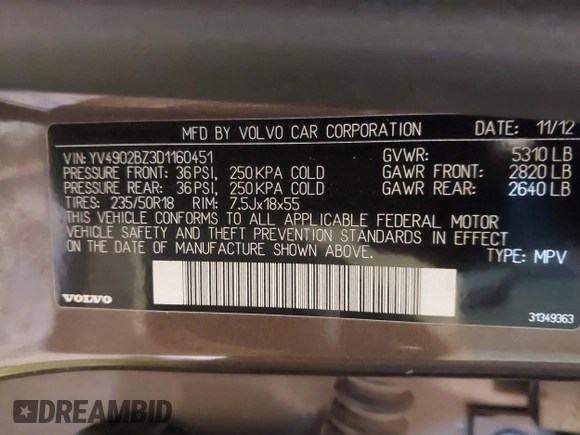 MFD BY VOLVO CAR CORPORATION DATE: 11/12
VIN: YV4902BZ3D1160451 GVWR: 5310 LB
PRESSURE FRONT: 36 PSI, 250 KPA COLD GAWR FRONT: 2820 LB
PRESSURE REAR: 36 PSI, 250 KPA COLD GAWR REAR: 2640 LB
TIRES: 235/50R18 RIM: 7.5Jx18x55
THIS VEHICLE CONFORMS TO ALL APPLICABLE FEDERAL MOTOR
VEHICLE SAFETY AND THEFT PREVENTION STANDARDS IN EFFECT
ON THE DATE OF MANUFACTURE SHOWN ABOVE. TYPE: MPV
VOLVO
31349363
DREAMBID